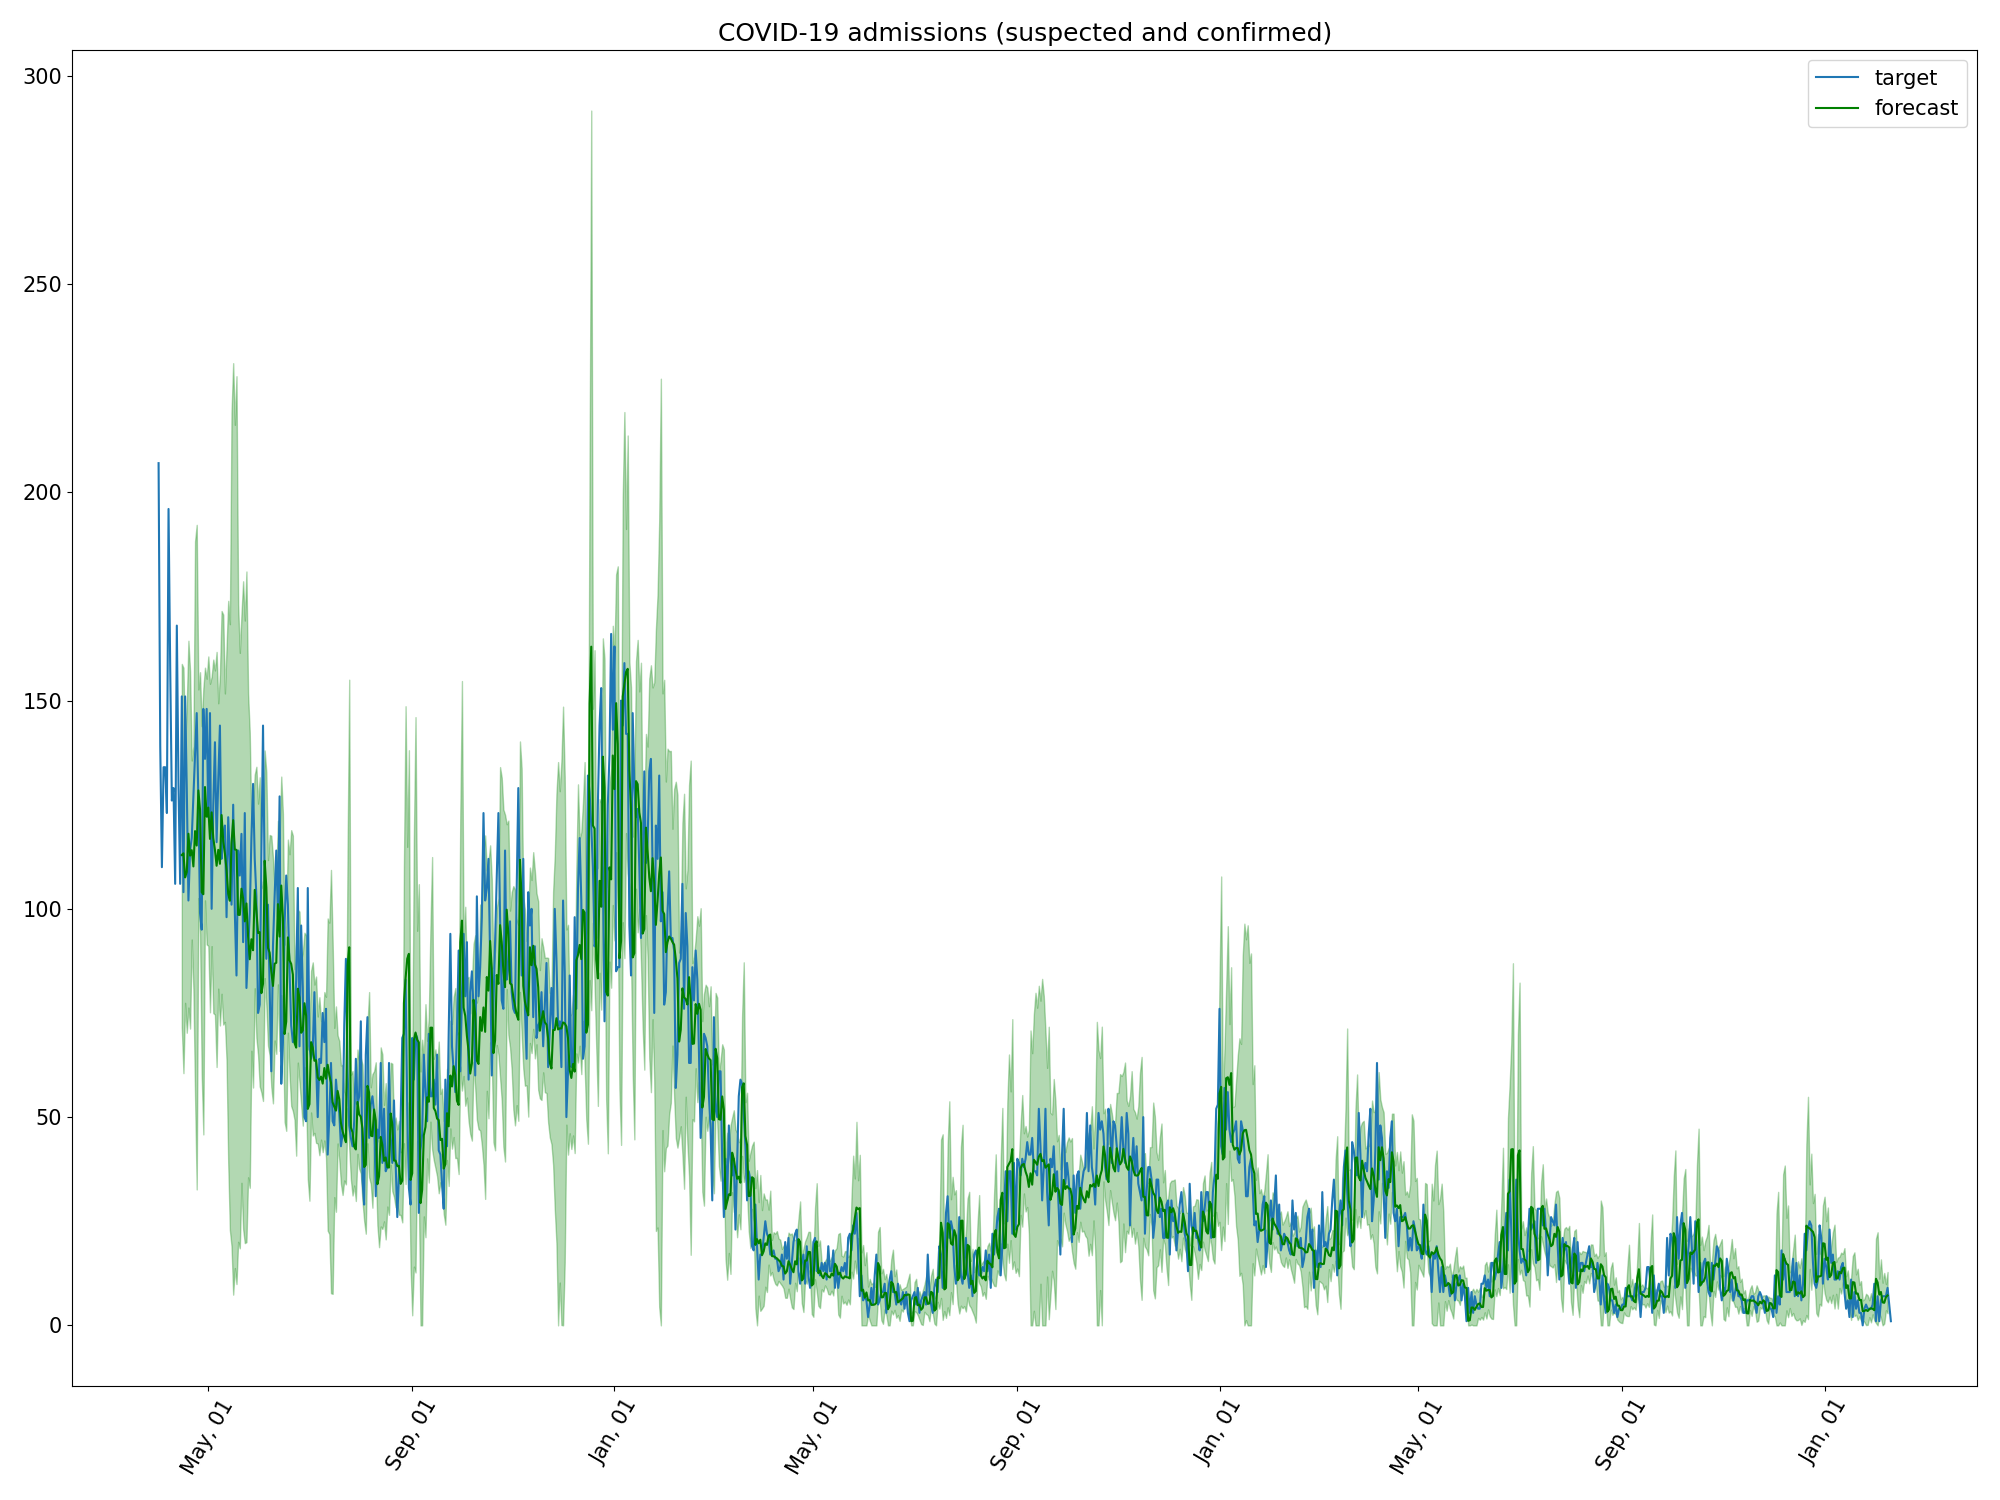 COVID-19 admissions (suspected and confirmed)
target
forecast
300
250
200
150
100
50
0
May, 01
Sep, 01
Jan, 01
May, 01
Sep, 01
Jan, 01
May, 01
Sep, 01
Jan, 01